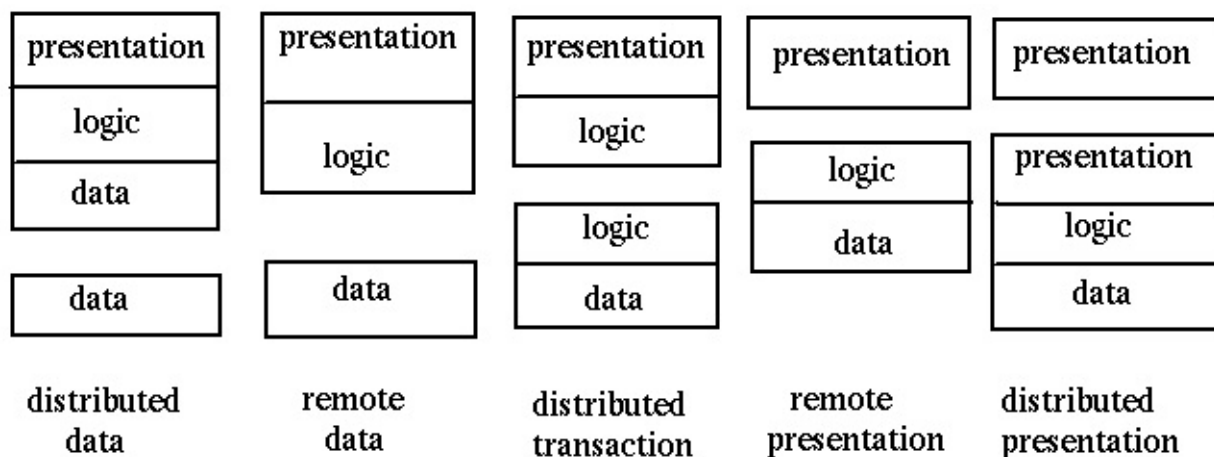 presentation
logic
data
data
distributed
data
presentation
logic
data
remote
data
presentation
logic
logic
data
distributed
transaction
presentation
logic
data
remote
presentation
presentation
presentation
logic
data
distributed
presentation